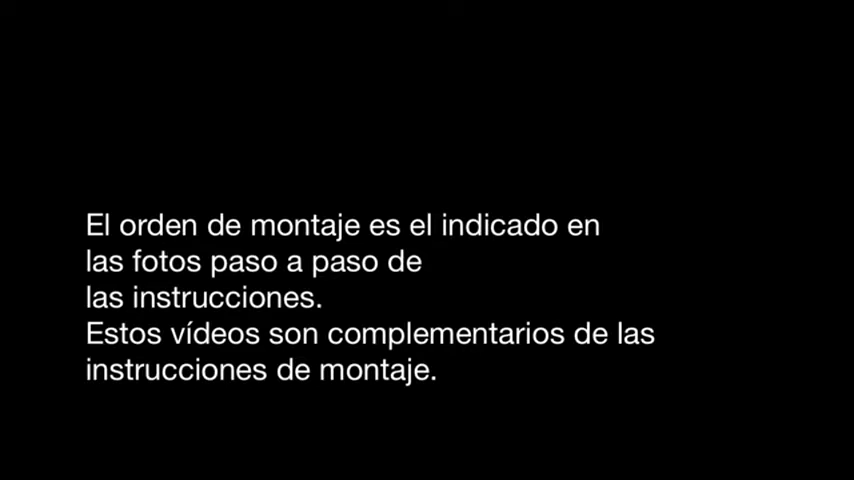 El orden de montaje es el indicado en
las fotos paso a paso de
las instrucciones.
Estos vídeos son complementarios de las
instrucciones de montaje.